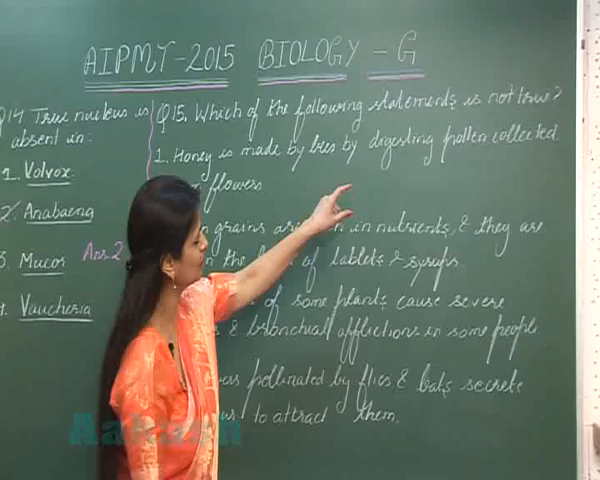 AIPMT-2015 BIOLOGY - G
Q14 True nucleus is
absent in:
1. Volvox
2. Anabaena
3. Mucor
Ans. 2
4. Vaucheria
Q15. Which of the following statements is not true?
1. Honey is made by bees by digesting pollen collected
flowers
grains are in nutrients, & they are
in the of tablets & syrups.
of some plants cause severe
& bronchial afflictions in some people
pollinated by flies & bats secrete
to attract them.
Aakash